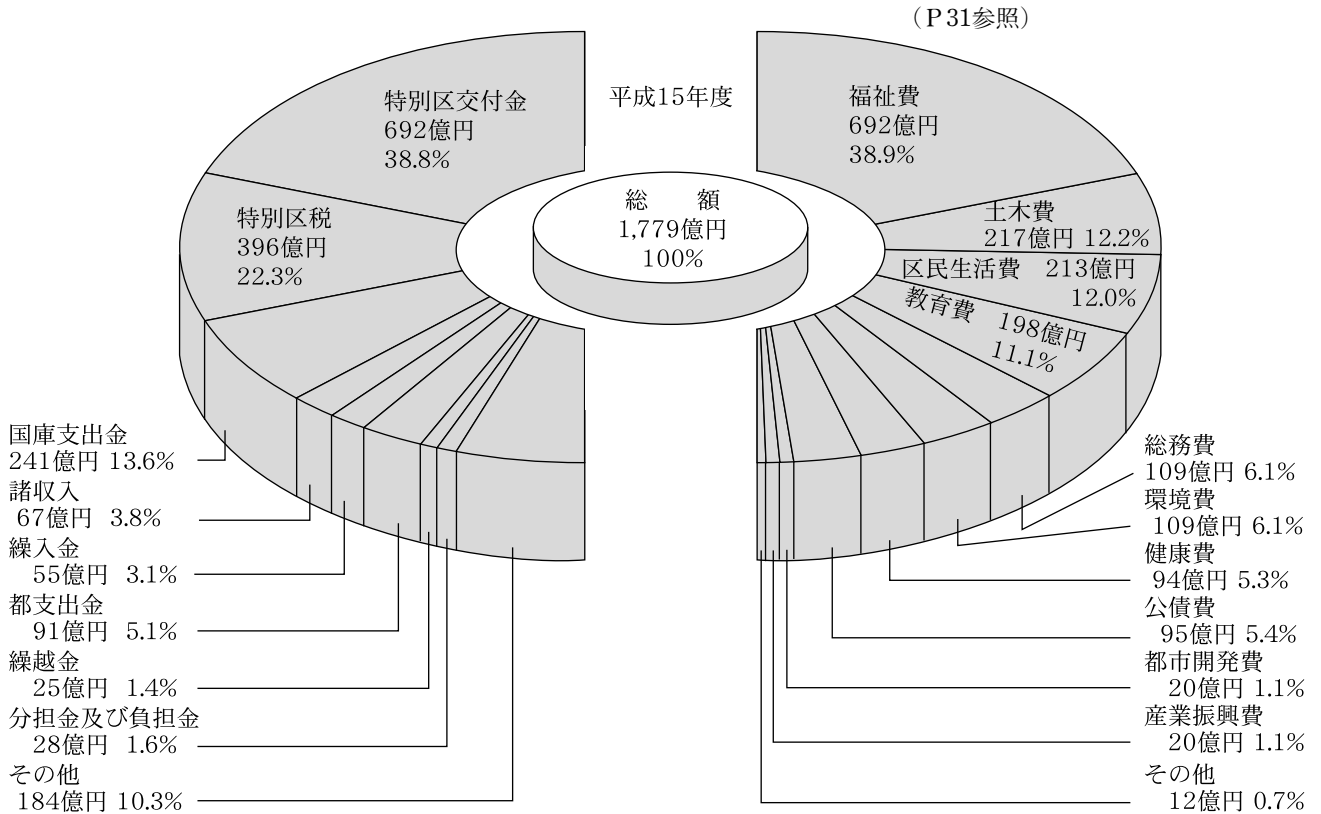 （Ｐ31参照）
平成15年度
総　額
1,779億円
100%
特別区交付金
692億円
38.8%
特別区税
396億円
22.3%
国庫支出金
241億円 13.6%
諸収入
67億円 3.8%
繰入金
55億円 3.1%
都支出金
91億円 5.1%
繰越金
25億円 1.4%
分担金及び負担金
28億円 1.6%
その他
184億円 10.3%
福祉費
692億円
38.9%
土木費
217億円 12.2%
区民生活費　213億円
12.0%
教育費　198億円
11.1%
総務費
109億円 6.1%
環境費
109億円 6.1%
健康費
94億円 5.3%
公債費
95億円 5.4%
都市開発費
20億円 1.1%
産業振興費
20億円 1.1%
その他
12億円 0.7%